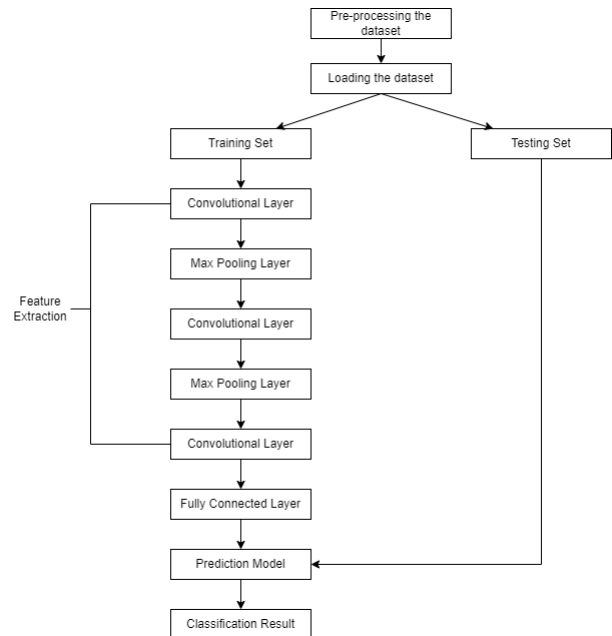 Pre-processing the
dataset
Loading the dataset
Training Set
Testing Set
Convolutional Layer
Max Pooling Layer
Feature
Extraction
Convolutional Layer
Max Pooling Layer
Convolutional Layer
Fully Connected Layer
Prediction Model
Classification Result